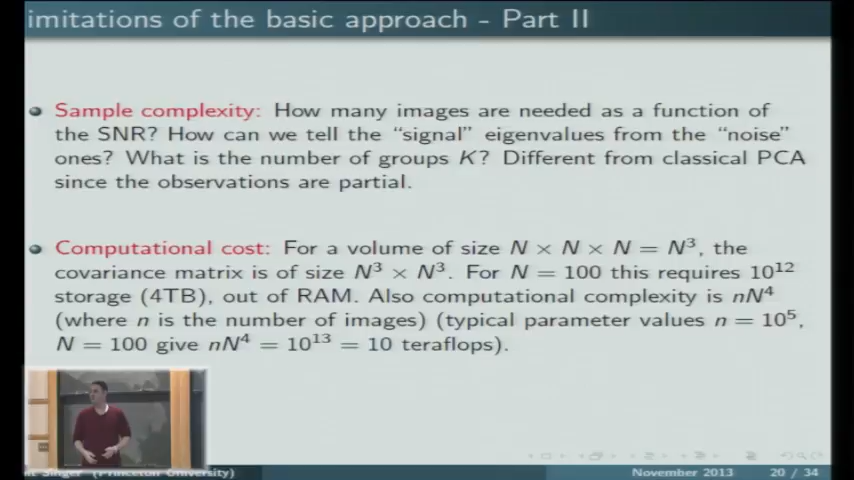 imitations of the basic approach - Part II
Sample complexity: How many images are needed as a function of
the SNR? How can we tell the “signal” eigenvalues from the “noise”
ones? What is the number of groups K? Different from classical PCA
since the observations are partial.
Computational cost: For a volume of size N × N × N = N³, the
covariance matrix is of size N³ × N³. For N = 100 this requires 10¹²
storage (4TB), out of RAM. Also computational complexity is nN⁴
(where n is the number of images) (typical parameter values n = 10⁵,
N = 100 give nN⁴ = 10¹³ = 10 teraflops).
Singer (Princeton University) November 2013 20 / 34